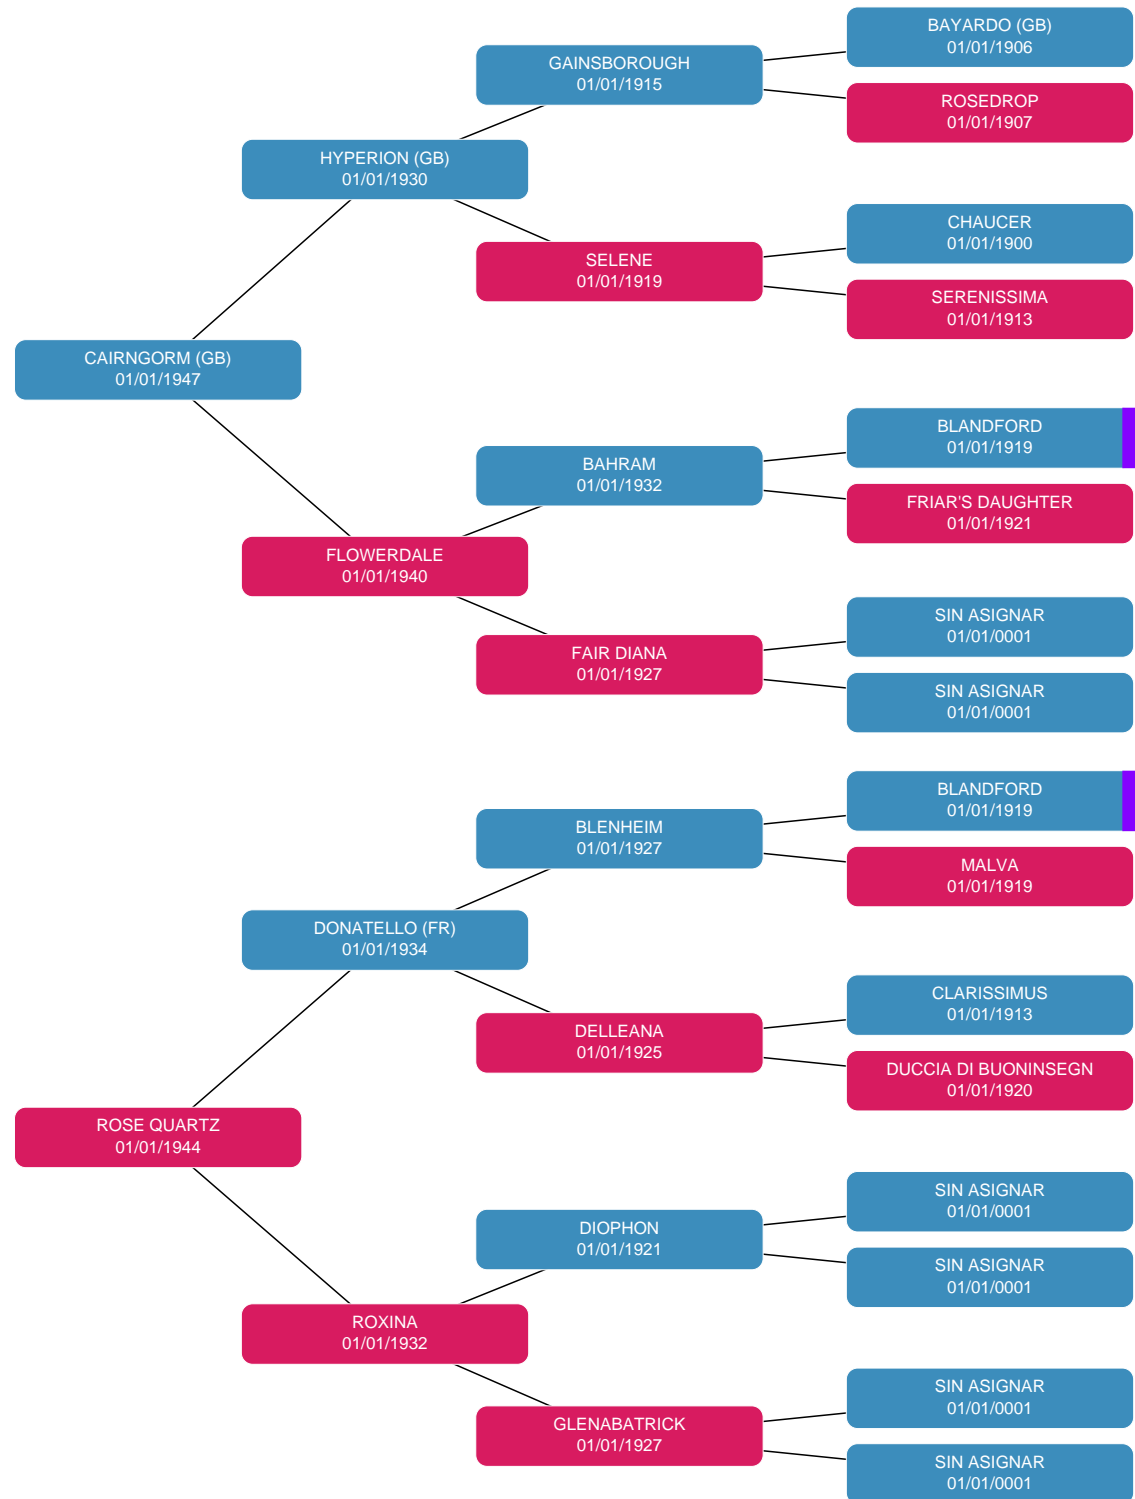 BAYARDO (GB)
01/01/1906
GAINSBOROUGH
01/01/1915
ROSEDROP
01/01/1907
HYPERION (GB)
01/01/1930
CHAUCER
01/01/1900
SELENE
01/01/1919
SERENISSIMA
01/01/1913
CAIRNGORM (GB)
01/01/1947
BLANDFORD
01/01/1919
BAHRAM
01/01/1932
FRIAR'S DAUGHTER
01/01/1921
FLOWERDALE
01/01/1940
SIN ASIGNAR
01/01/0001
FAIR DIANA
01/01/1927
SIN ASIGNAR
01/01/0001
BLANDFORD
01/01/1919
BLENHEIM
01/01/1927
MALVA
01/01/1919
DONATELLO (FR)
01/01/1934
CLARISSIMUS
01/01/1913
DELLEANA
01/01/1925
DUCCIA DI BUONINSEGN
01/01/1920
ROSE QUARTZ
01/01/1944
SIN ASIGNAR
01/01/0001
DIOPHON
01/01/1921
SIN ASIGNAR
01/01/0001
ROXINA
01/01/1932
SIN ASIGNAR
01/01/0001
GLENABATRICK
01/01/1927
SIN ASIGNAR
01/01/0001